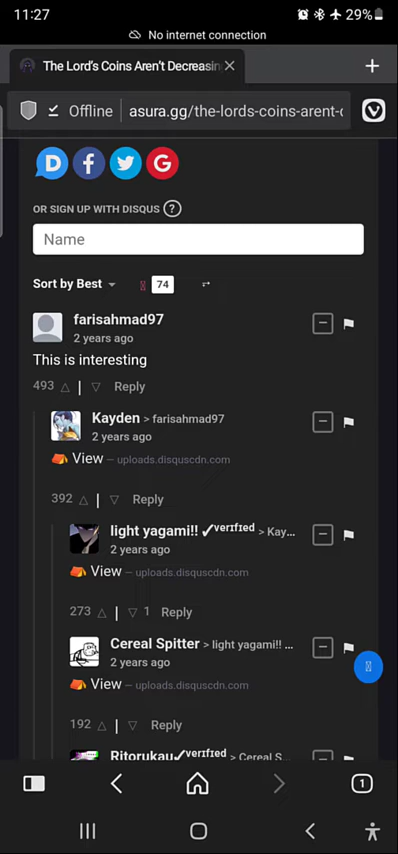 11:27
29%
No internet connection
The Lord's Coins Aren't Decreasin
Offline
asura.gg/the-lords-coins-arent-
D f G
OR SIGN UP WITH DISQUS ?
Name
Sort by Best
74
farisahmad97
2 years ago
This is interesting
493 | Reply
Kayden > farisahmad97
2 years ago
View — uploads.disquscdn.com
392 | Reply
light yagami!! ✓verıfıed > Kay...
2 years ago
View — uploads.disquscdn.com
273 | 1 Reply
Cereal Spitter > light yagami!! ...
2 years ago
View — uploads.disquscdn.com
192 | Reply
Ritorukau✓verıfıed > Cereal S...
1